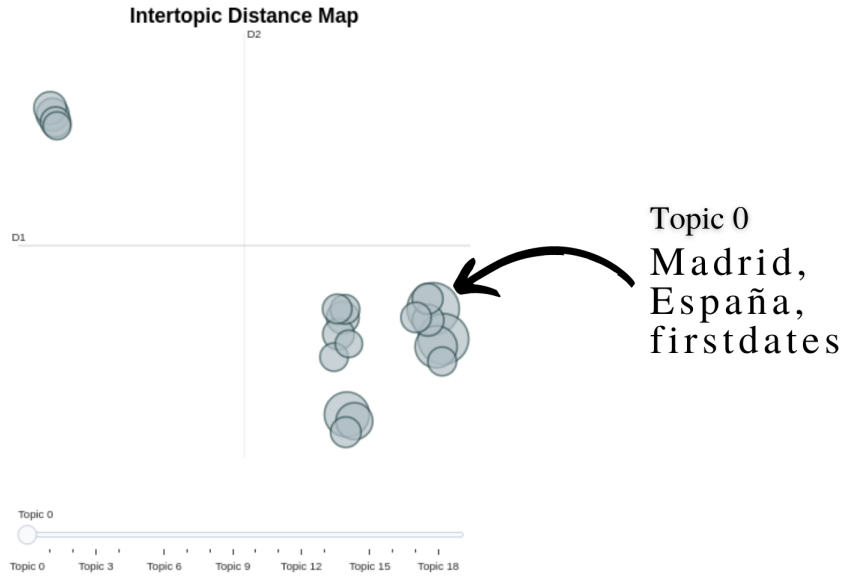 Intertopic Distance Map
D2
D1
Topic 0
Madrid,
España,
firstdates
Topic 0
Topic 0 Topic 3 Topic 6 Topic 9 Topic 12 Topic 15 Topic 18